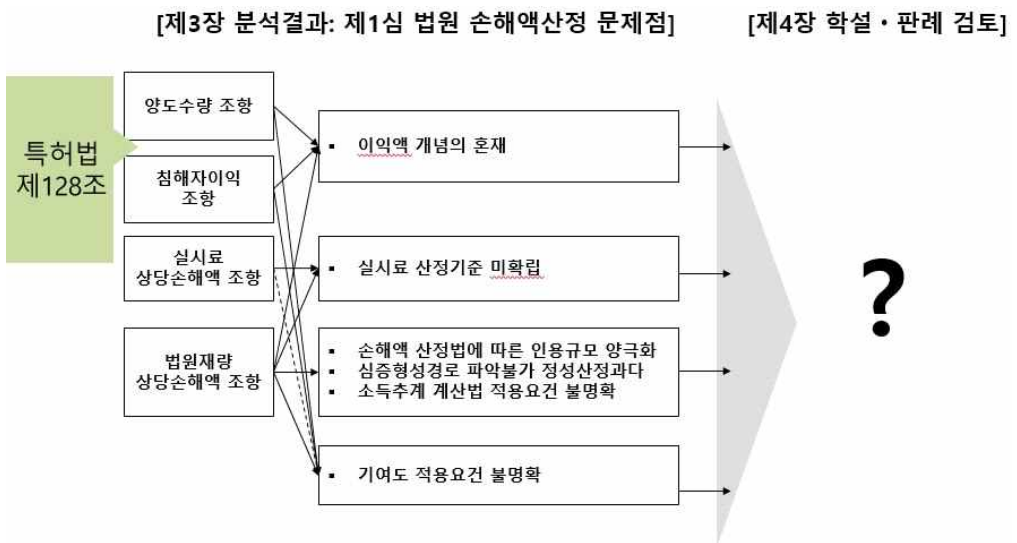 [제3장 분석결과: 제1심 법원 손해액산정 문제점]
[제4장 학설・판례 검토]
특허법
제128조
양도수량 조항
침해자이익
조항
실시료
상당손해액 조항
법원재량
상당손해액 조항
▪ 이익액 개념의 혼재
▪ 실시료 산정기준 미확립
▪ 손해액 산정법에 따른 인용규모 양극화
▪ 심증형성경로 파악불가 정성산정과다
▪ 소득추계 계산법 적용요건 불명확
▪ 기여도 적용요건 불명확
?